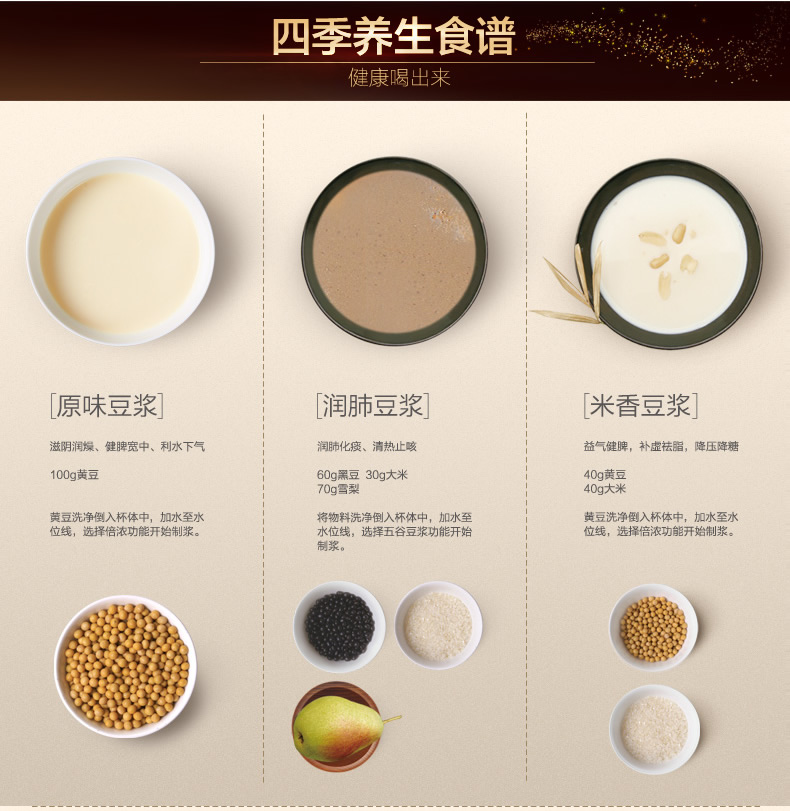 四季养生食谱
健康喝出来
[原味豆浆]
滋阴润燥、健脾宽中、利水下气
100g黄豆
黄豆洗净倒入杯体中，加水至水
位线，选择倍浓功能开始制浆。
[润肺豆浆]
润肺化痰、清热止咳
60g黑豆 30g大米
70g雪梨
将物料洗净倒入杯体中，加水至
水位线，选择五谷豆浆功能开始
制浆。
[米香豆浆]
益气健脾，补虚祛脂，降压降糖
40g黄豆
40g大米
黄豆洗净倒入杯体中，加水至水
位线，选择倍浓功能开始制浆。